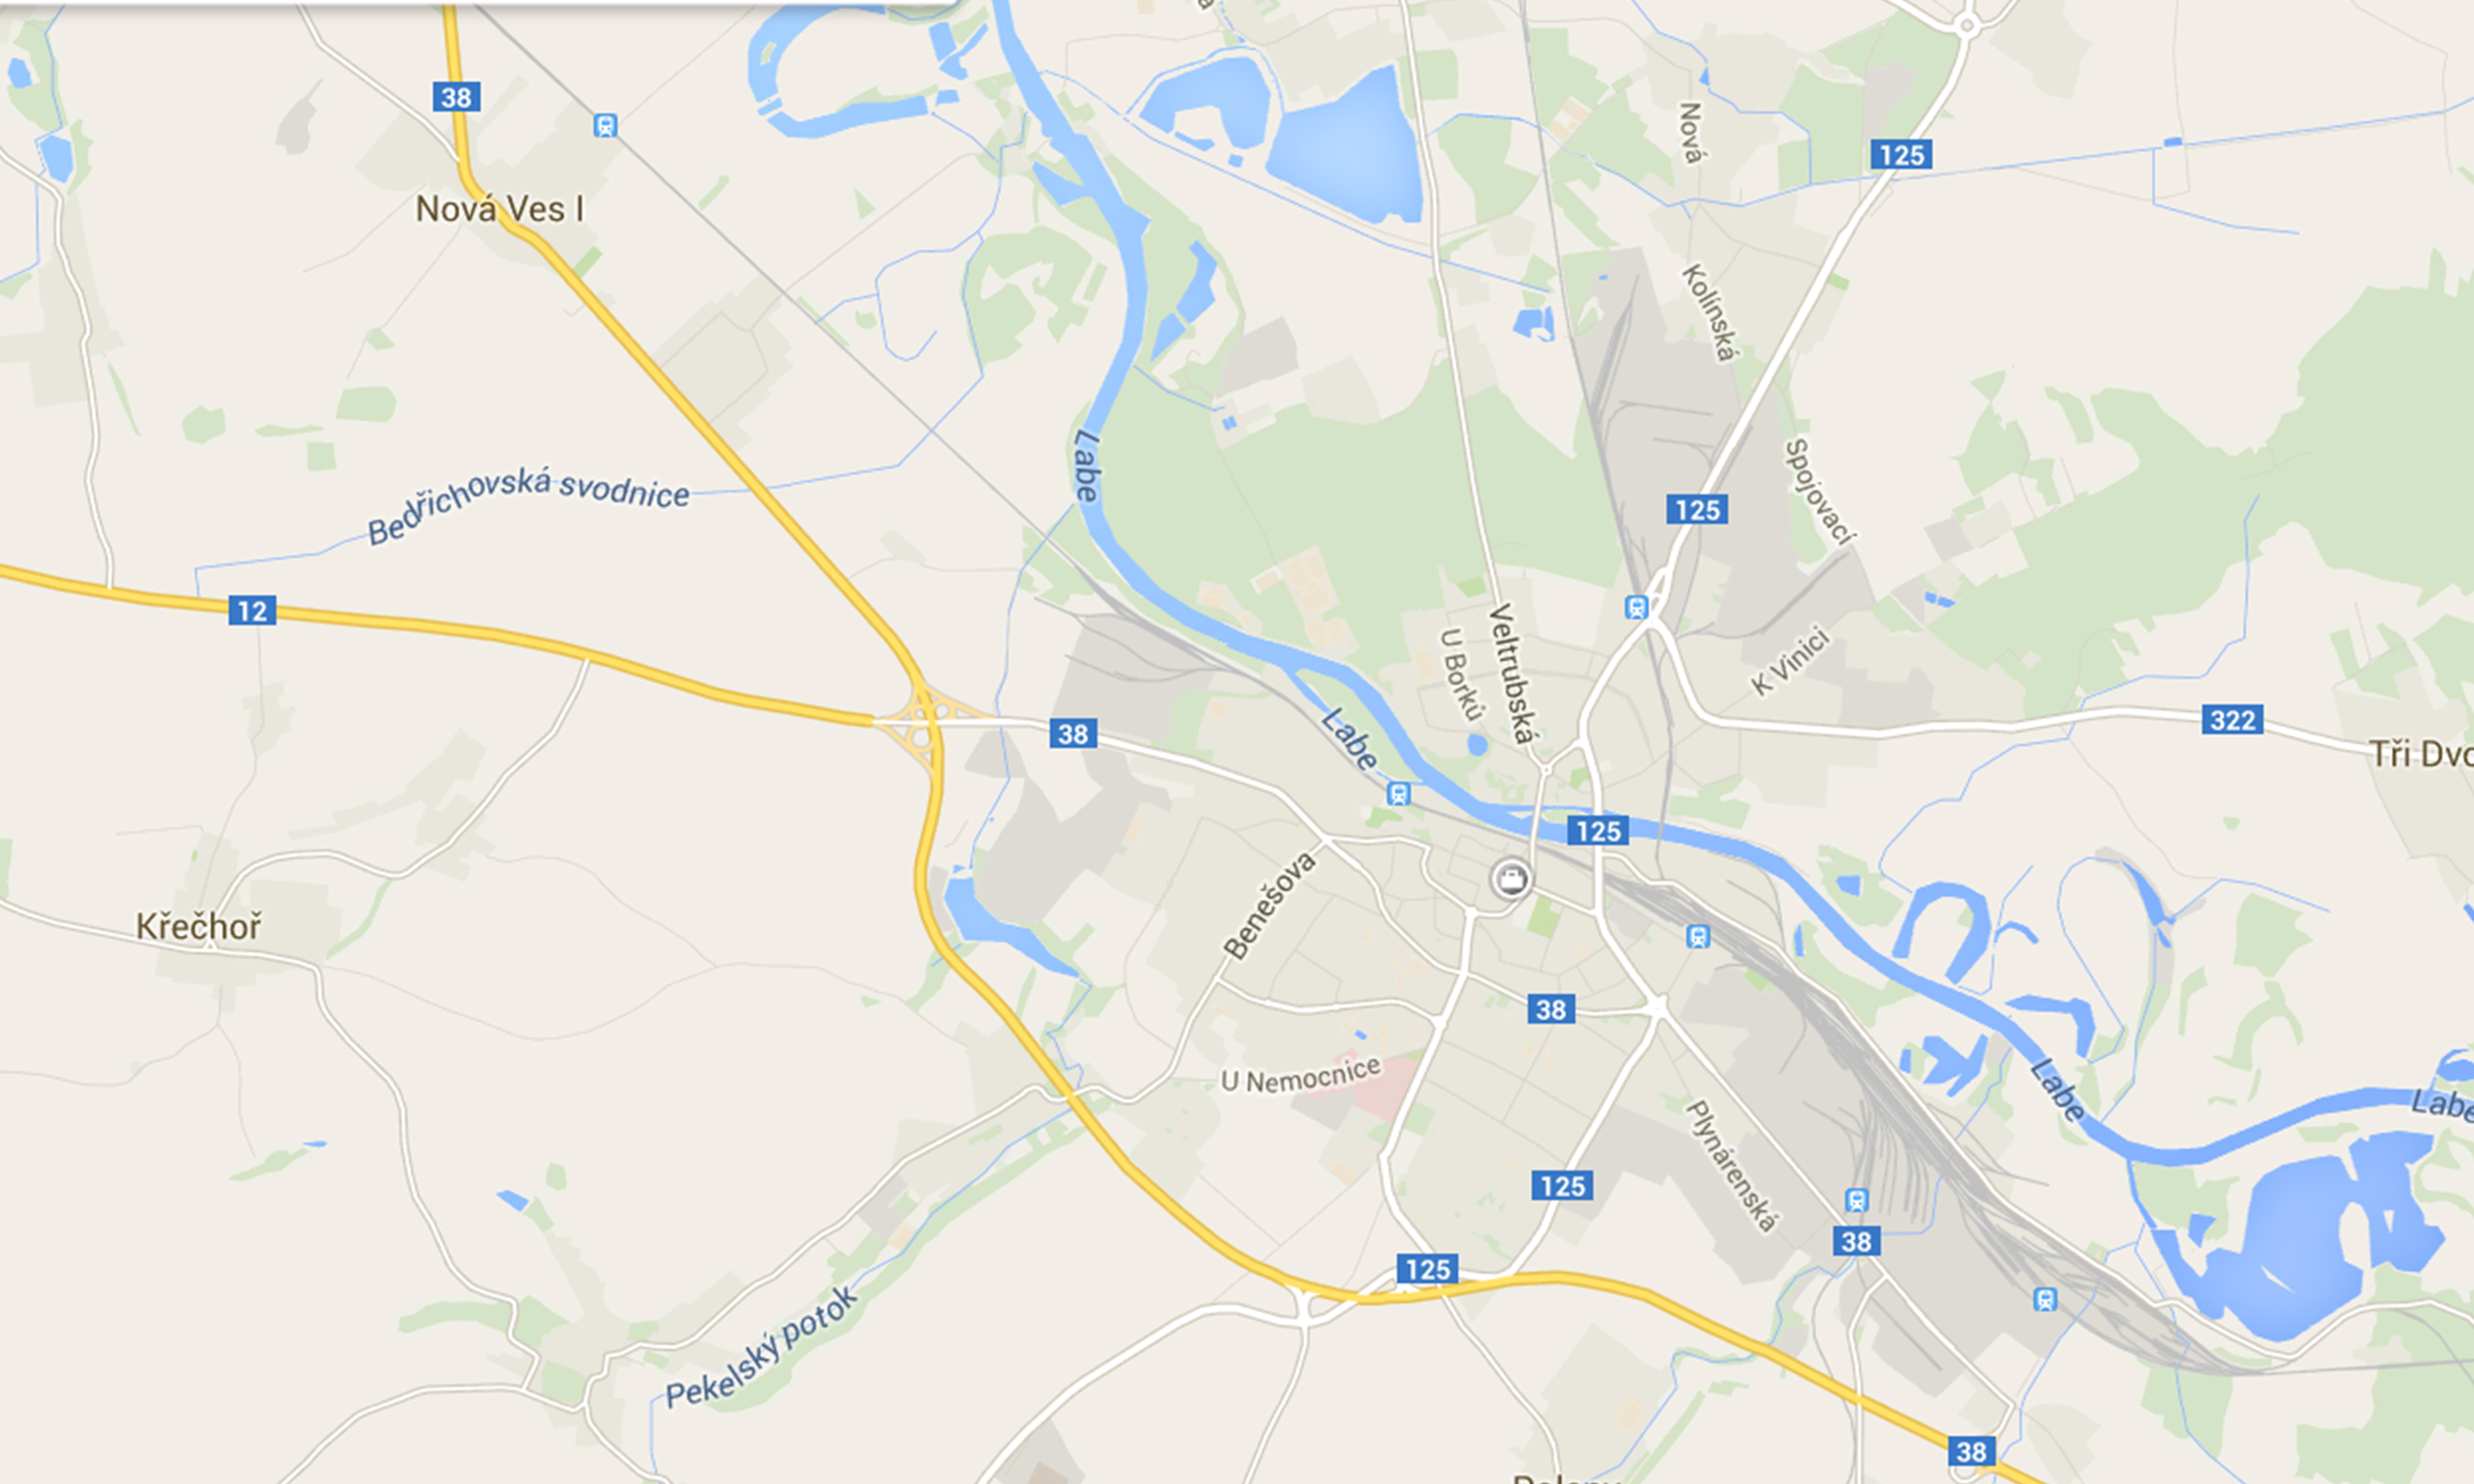 38
Nová
125
Nová Ves I
Kolínská
Labe
Bedřichovská svodnice
125
Spojovací
12
Veltrubská
U Borků
K Vinici
38
Labe
322
Tři Dvo
125
Benešova
Křečhoř
38
U Nemocnice
Labe
Labe
Plynárenská
125
38
125
Pekelský potok
38